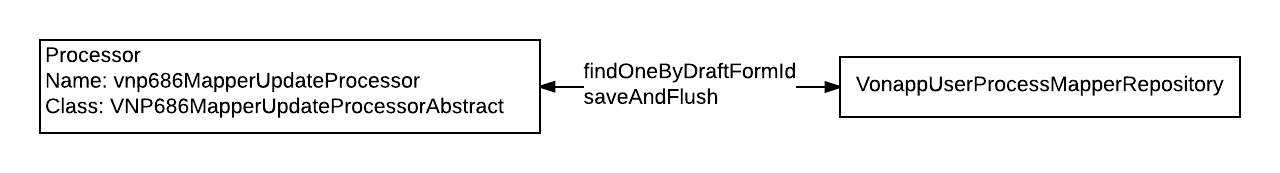 Processor
Name: vnp686MapperUpdateProcessor
Class: VNP686MapperUpdateProcessorAbstract
findOneByDraftFormId
saveAndFlush
VonappUserProcessMapperRepository